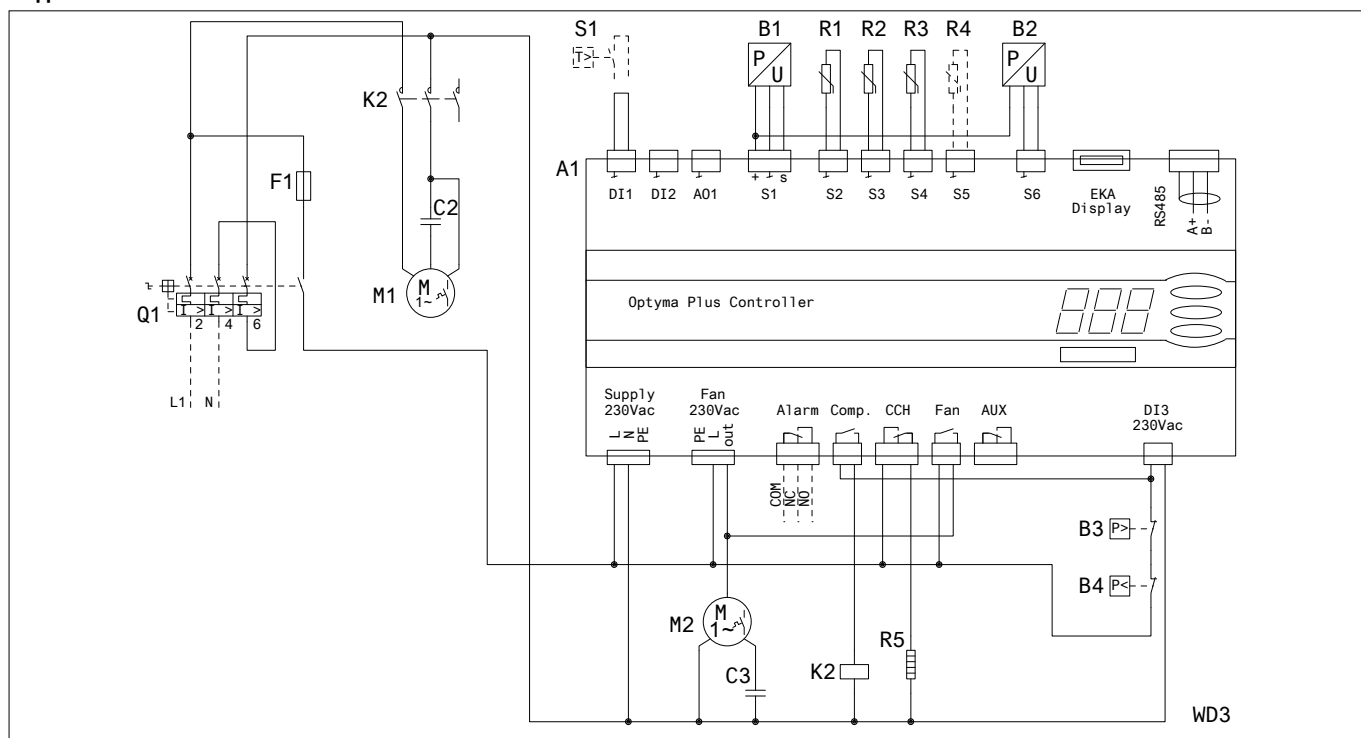 S1 B1 R1 R2 R3 R4 B2
T>
P U P U
K2
A1
F1
DI1 DI2 AO1 + S1 s S2 S3 S4 S5 S6 EKA Display RS485 A+ B-
C2
M1 M 1~
Optyma Plus Controller
Q1 I > I > I > 2 4 6
L1 N
Supply 230Vac Fan 230Vac Alarm Comp. CCH Fan AUX DI3 230Vac
L N PE PE L out
COM NC NO
B3 P>
B4 P<
M2 M 1~
R5
C3 K2
WD3